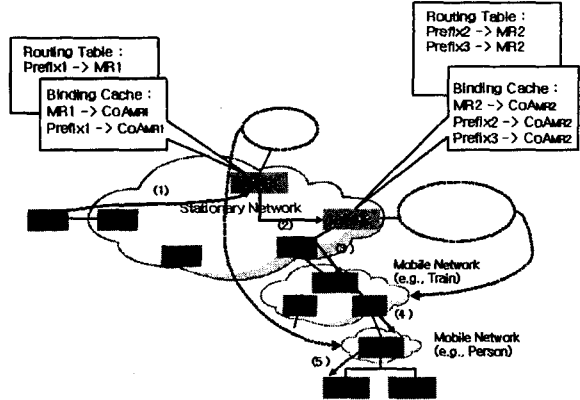 Routing Table :
Prefix1 -> MR1
Binding Cache :
MR1 -> CoAMR1
Prefix1 -> CoAMR1
Routing Table :
Prefix2 -> MR2
Prefix3 -> MR2
Binding Cache :
MR2 -> CoAMR2
Prefix2 -> CoAMR2
Prefix3 -> CoAMR2
(1)
Stationary Network
(2)
(3)
Mobile Network
(e.g., Train)
(4)
Mobile Network
(e.g., Person)
(5)